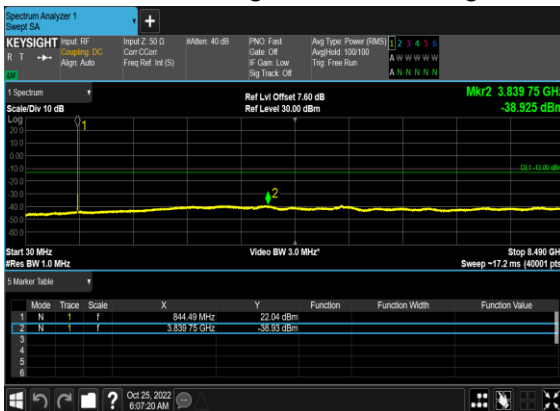 Spectrum Analyzer 1
Swept SA
KEYSIGHT Input: RF Input Z: 50 Ω #Atten: 40 dB PNO: Fast Avg Type: Power (RMS) 1 2 3 4 5 6
R T Coupling: DC Corr CCorr Gate: Off Avg|Hold: 100/100 A W W W W W
Align: Auto Freq Ref: Int (S) IF Gain: Low Trig: Free Run
LV Sig Track: Off A N N N N N
1 Spectrum Ref Lvl Offset 7.60 dB Mkr2 3.839 75 GHz
Scale/Div 10 dB Ref Level 30.00 dBm -38.925 dBm
Log
20.0 1
10.0
0.00
-10.0 DL1 -13.00 dBm
-20.0
-30.0 2
-40.0
-50.0
-60.0
Start 30 MHz Video BW 3.0 MHz* Stop 8.490 GHz
#Res BW 1.0 MHz Sweep ~17.2 ms (40001 pts)
5 Marker Table
Mode Trace Scale X Y Function Function Width Function Value
1 N 1 f 844.49 MHz 22.04 dBm
2 N 1 f 3.839 75 GHz -38.93 dBm
3
4
5
6
? Oct 25, 2022
6:07:20 AM